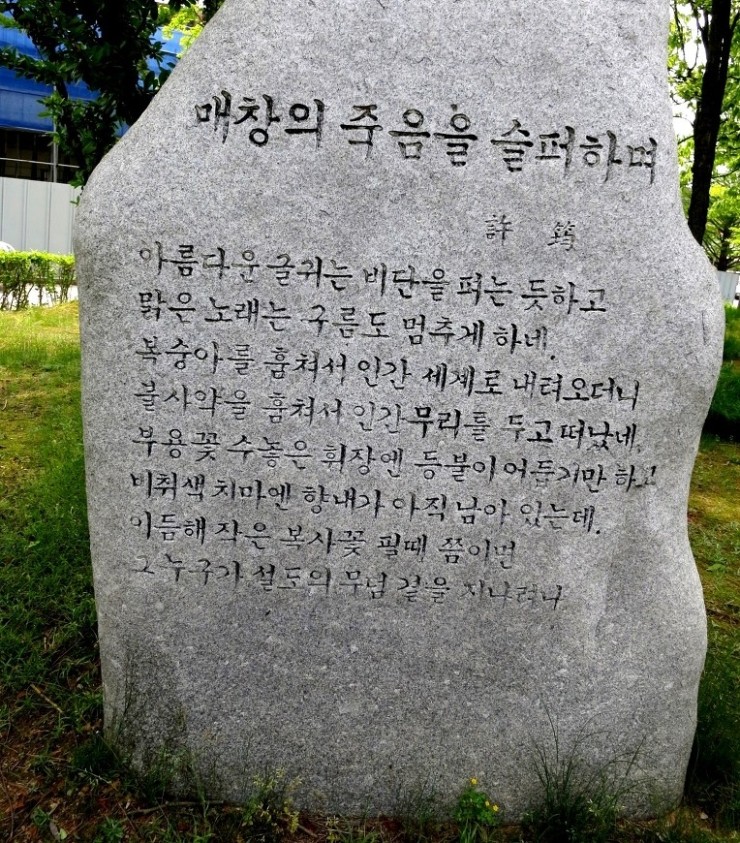 매창의 죽음을 슬퍼하며
許 筠
아름다운 글귀는 비단을 펴는 듯하고
맑은 노래는 구름도 멈추게 하네.
복숭아를 훔쳐서 인간 세계로 내려오더니
불사약을 훔쳐서 인간무리를 두고 떠났네.
부용꽃 수놓은 휘장엔 등불이 어둡기만 하고
비취색 치마엔 향내가 아직 남아 있는데.
이듬해 작은 복사꽃 필때 쯤이면
그 누구가 설도의 무덤 곁을 지나려나